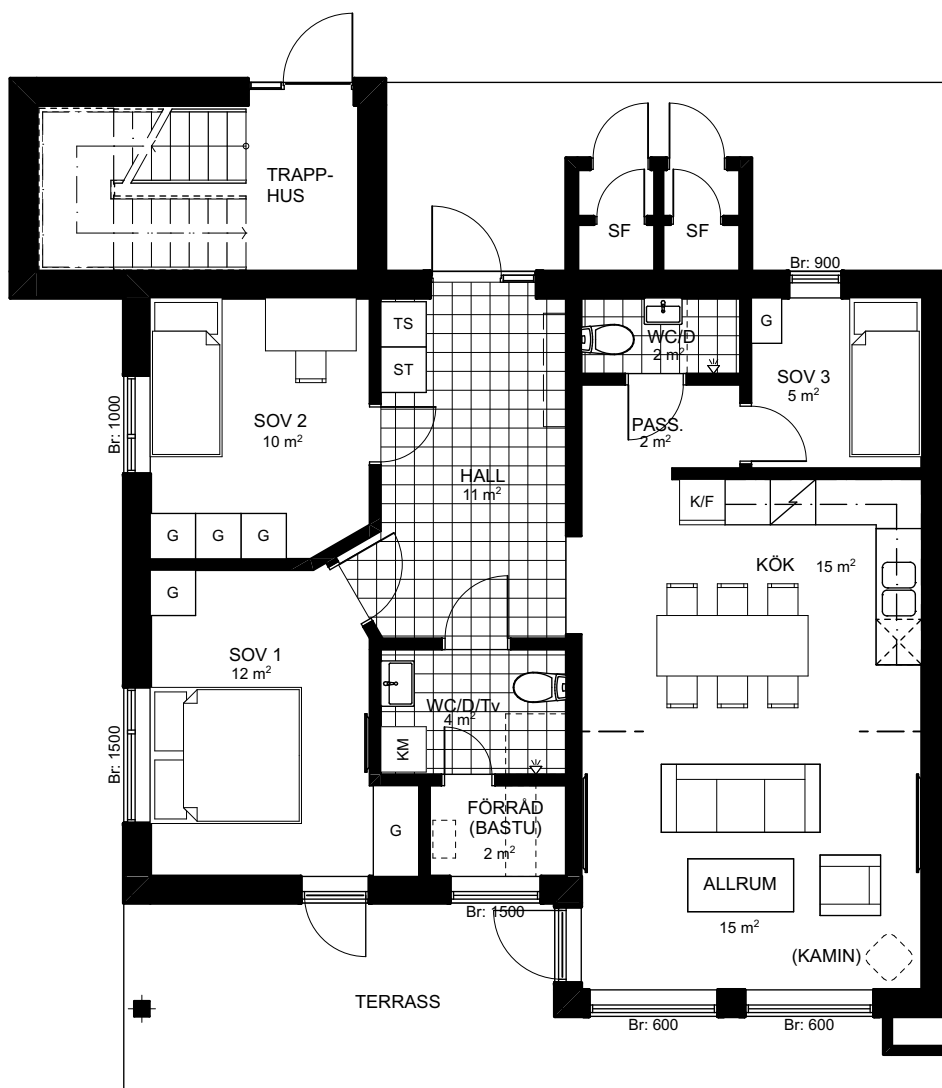 TRAPP-
HUS
SF
SF
Br: 900
TS
ST
WC/D
2 m²
G
SOV 3
5 m²
Br: 1000
SOV 2
10 m²
PASS.
2 m²
HALL
11 m²
K/F
G
G
G
KÖK 15 m²
G
SOV 1
12 m²
WC/D/Tv
4 m²
KM
Br: 1500
FÖRRÅD
(BASTU)
2 m²
G
ALLRUM
15 m²
Br: 1500
(KAMIN)
TERRASS
Br: 600
Br: 600